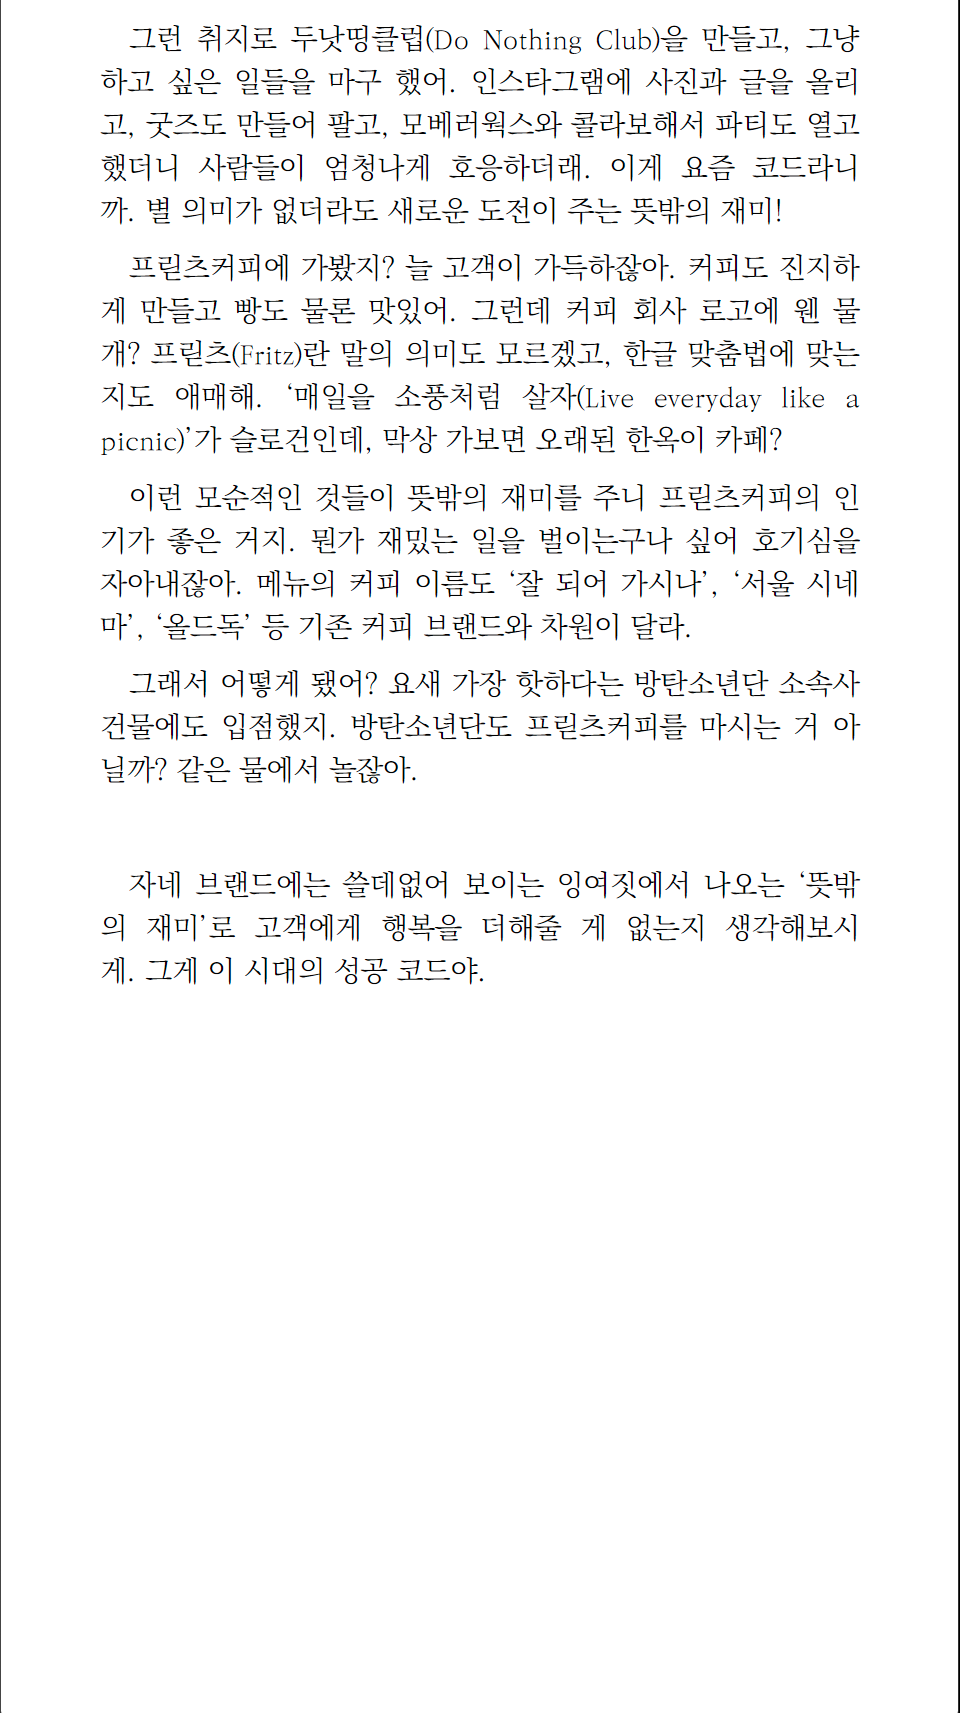 그런 취지로 두낫띵클럽(Do Nothing Club)을 만들고, 그냥
하고 싶은 일들을 마구 했어. 인스타그램에 사진과 글을 올리
고, 굿즈도 만들어 팔고, 모베러웍스와 콜라보해서 파티도 열고
했더니 사람들이 엄청나게 호응하더래. 이게 요즘 코드라니
까. 별 의미가 없더라도 새로운 도전이 주는 뜻밖의 재미!
프릳츠커피에 가봤지? 늘 고객이 가득하잖아. 커피도 진지하
게 만들고 빵도 물론 맛있어. 그런데 커피 회사 로고에 웬 물
개? 프릳츠(Fritz)란 말의 의미도 모르겠고, 한글 맞춤법에 맞는
지도 애매해. ‘매일을 소풍처럼 살자(Live everyday like a
picnic)’가 슬로건인데, 막상 가보면 오래된 한옥이 카페?
이런 모순적인 것들이 뜻밖의 재미를 주니 프릳츠커피의 인
기가 좋은 거지. 뭔가 재밌는 일을 벌이는구나 싶어 호기심을
자아내잖아. 메뉴의 커피 이름도 ‘잘 되어 가시나’, ‘서울 시네
마’, ‘올드독’ 등 기존 커피 브랜드와 차원이 달라.
그래서 어떻게 됐어? 요새 가장 핫하다는 방탄소년단 소속사
건물에도 입점했지. 방탄소년단도 프릳츠커피를 마시는 거 아
닐까? 같은 물에서 놀잖아.
자네 브랜드에는 쓸데없어 보이는 잉여짓에서 나오는 ‘뜻밖
의 재미’로 고객에게 행복을 더해줄 게 없는지 생각해보시
게. 그게 이 시대의 성공 코드야.